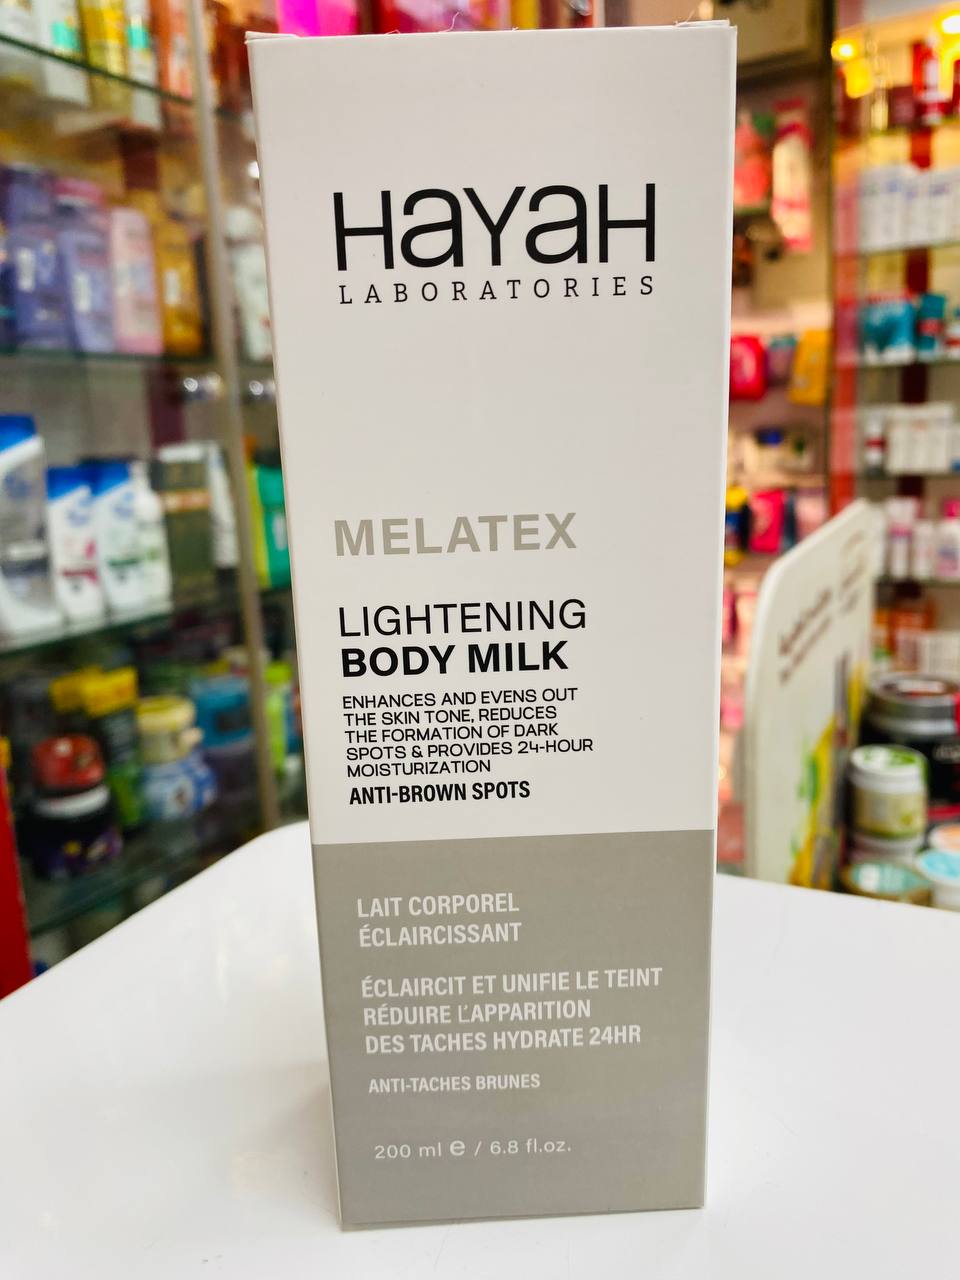 HAYAH
LABORATORIES
MELATEX
LIGHTENING
BODY MILK
ENHANCES AND EVENS OUT
THE SKIN TONE, REDUCES
THE FORMATION OF DARK
SPOTS & PROVIDES 24-HOUR
MOISTURIZATION
ANTI-BROWN SPOTS
LAIT CORPOREL
ÉCLAIRCISSANT
ÉCLAIRCIT ET UNIFIE LE TEINT
RÉDUIRE L'APPARITION
DES TACHES HYDRATE 24HR
ANTI-TACHES BRUNES
200 ml e / 6.8 fl.oz.